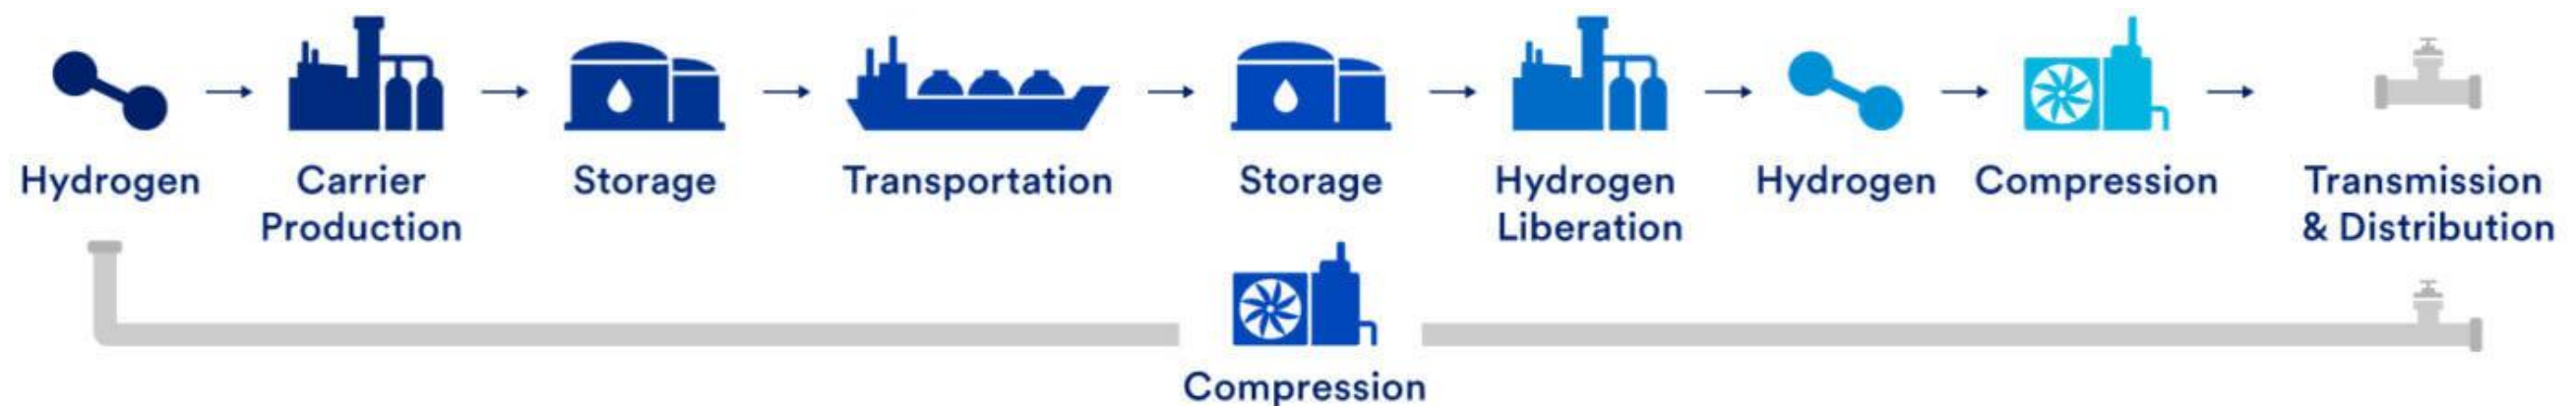 Hydrogen
Carrier
Production
Storage
Transportation
Storage
Hydrogen
Liberation
Hydrogen
Compression
Transmission
& Distribution
Compression